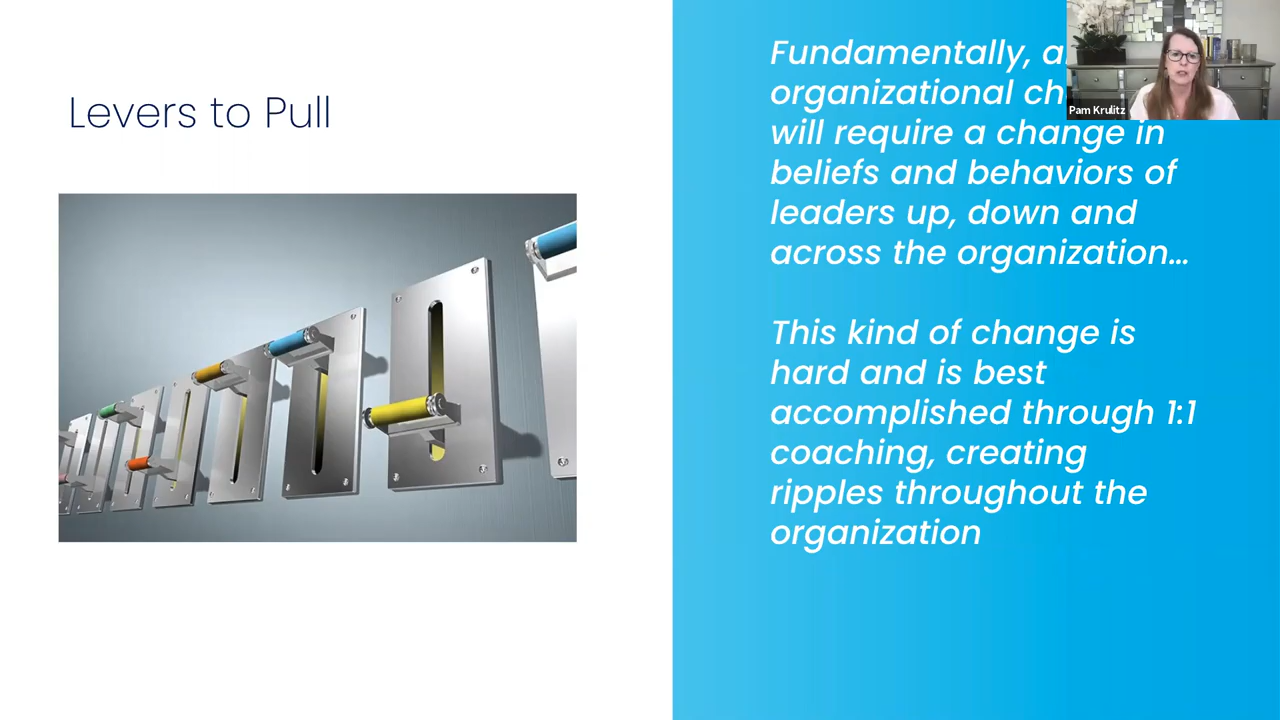 Levers to Pull
Fundamentally, a
organizational ch
will require a change in
beliefs and behaviors of
leaders up, down and
across the organization...
This kind of change is
hard and is best
accomplished through 1:1
coaching, creating
ripples throughout the
organization
Pam Krulitz